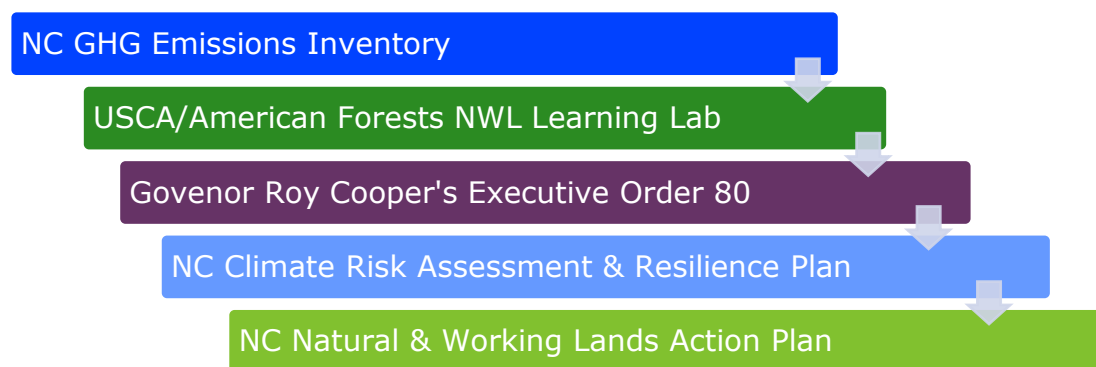 NC GHG Emissions Inventory
USCA/American Forests NWL Learning Lab
Govenor Roy Cooper's Executive Order 80
NC Climate Risk Assessment & Resilience Plan
NC Natural & Working Lands Action Plan